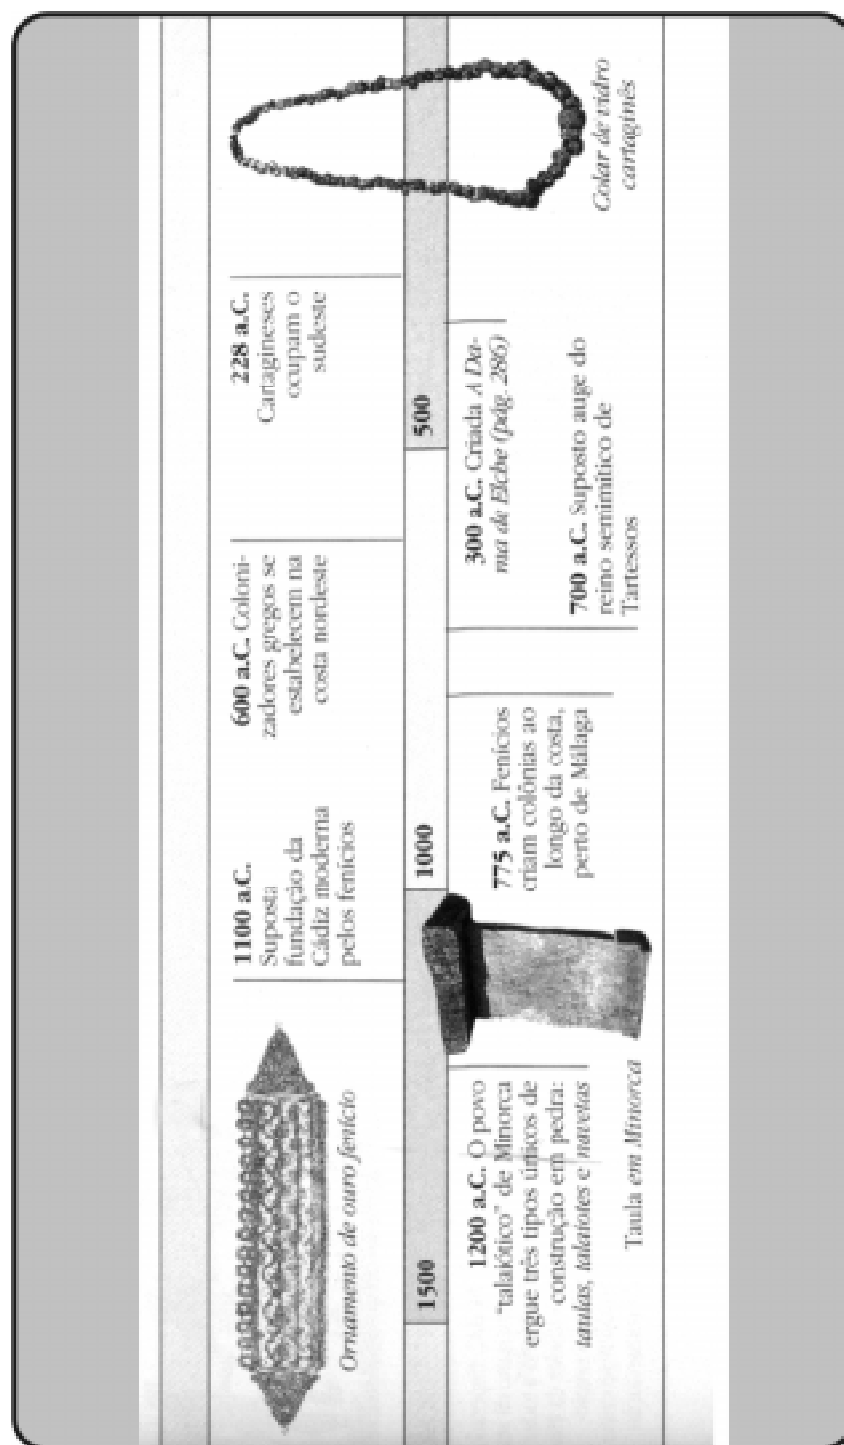 Ornamento de ouro fenício
1100 a.C.
Suposta
fundação da
Cádiz moderna
pelos fenícios
600 a.C. Coloni-
zadores gregos se
estabelecem na
costa nordeste
228 a.C.
Cartagineses
ocupam o
sudeste
1500
1000
500
1200 a.C. O povo
"talaiótico" de Minorca
ergue três tipos únicos de
construção em pedra:
taulas, talaiotes e navetas
Taula em Minorca
775 a.C. Fenícios
criam colônias ao
longo da costa,
perto de Málaga
700 a.C. Suposto auge do
reino semimítico de
Tartessos
300 a.C. Criada A Da-
ma de Elche (pág. 286)
Colar de vidro
cartaginês